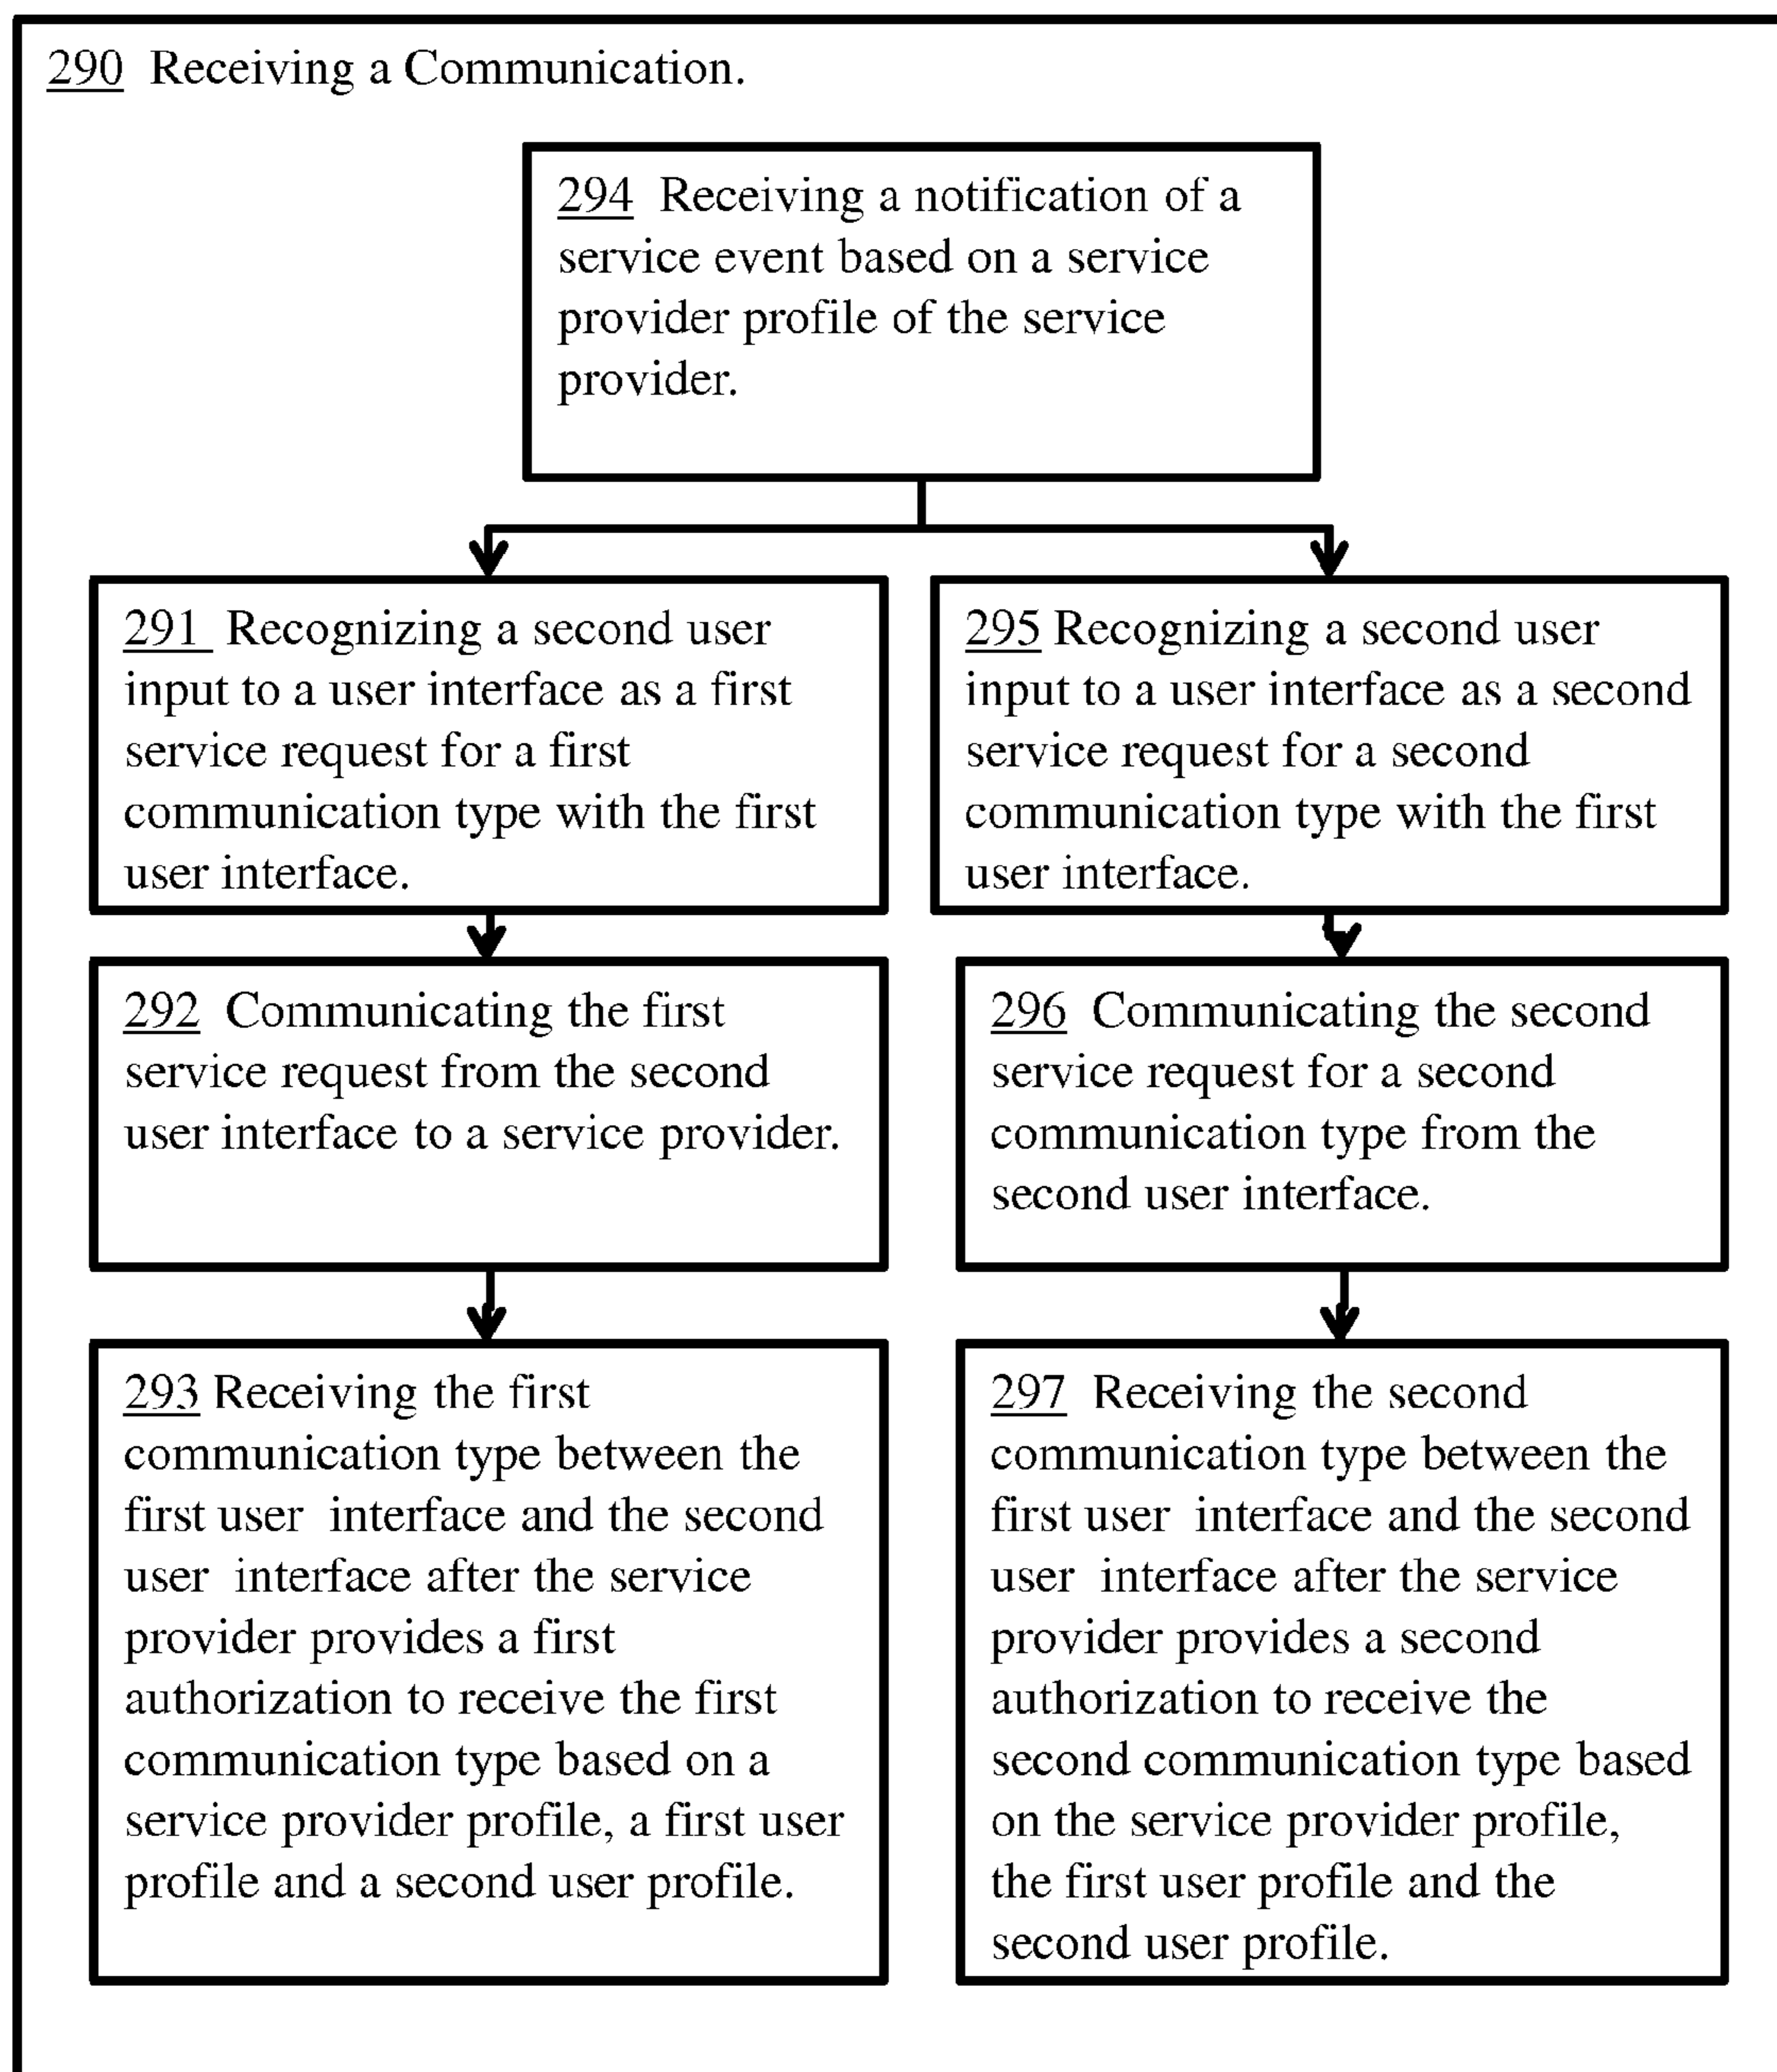 290 Receiving a Communication.
294 Receiving a notification of a
service event based on a service
provider profile of the service
provider.
291 Recognizing a second user
input to a user interface as a first
service request for a first
communication type with the first
user interface.
295 Recognizing a second user
input to a user interface as a second
service request for a second
communication type with the first
user interface.
292 Communicating the first
service request from the second
user interface to a service provider.
296 Communicating the second
service request for a second
communication type from the
second user interface.
293 Receiving the first
communication type between the
first user interface and the second
user interface after the service
provider provides a first
authorization to receive the first
communication type based on a
service provider profile, a first user
profile and a second user profile.
297 Receiving the second
communication type between the
first user interface and the second
user interface after the service
provider provides a second
authorization to receive the
second communication type based
on the service provider profile,
the first user profile and the
second user profile.